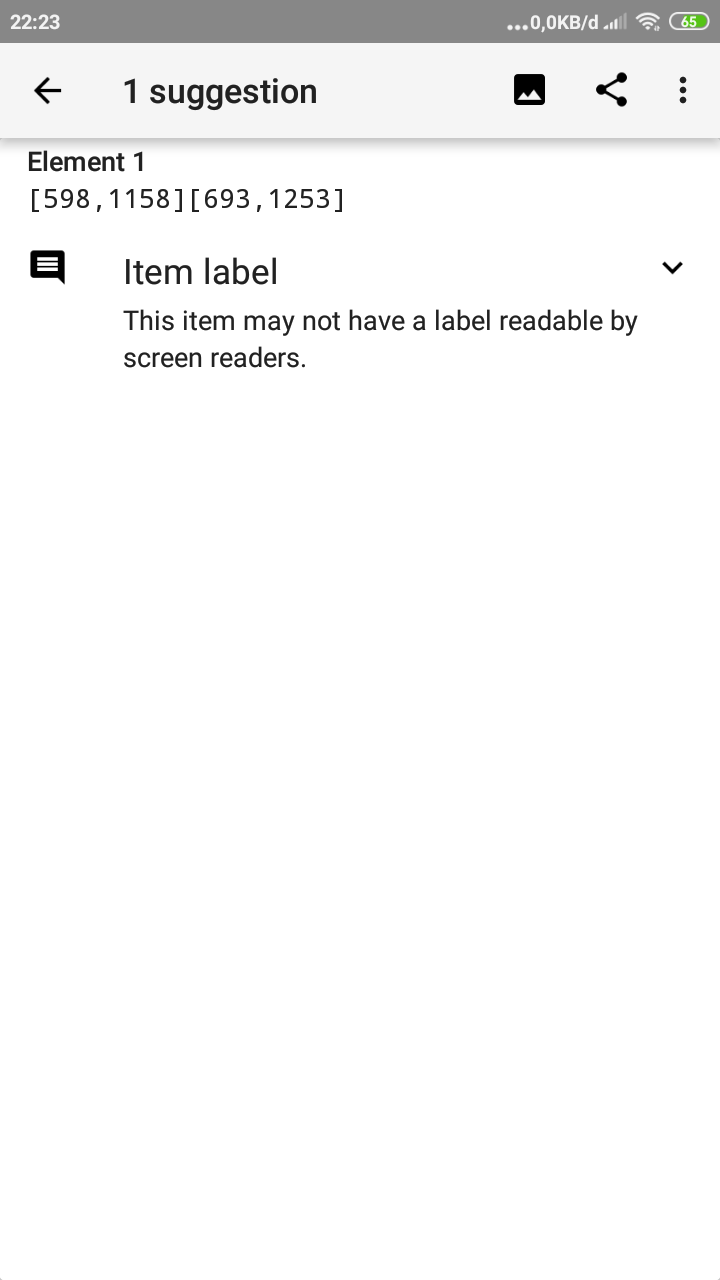 22:23 ...0,0KB/d 65
1 suggestion
Element 1
[598,1158][693,1253]
Item label
This item may not have a label readable by
screen readers.